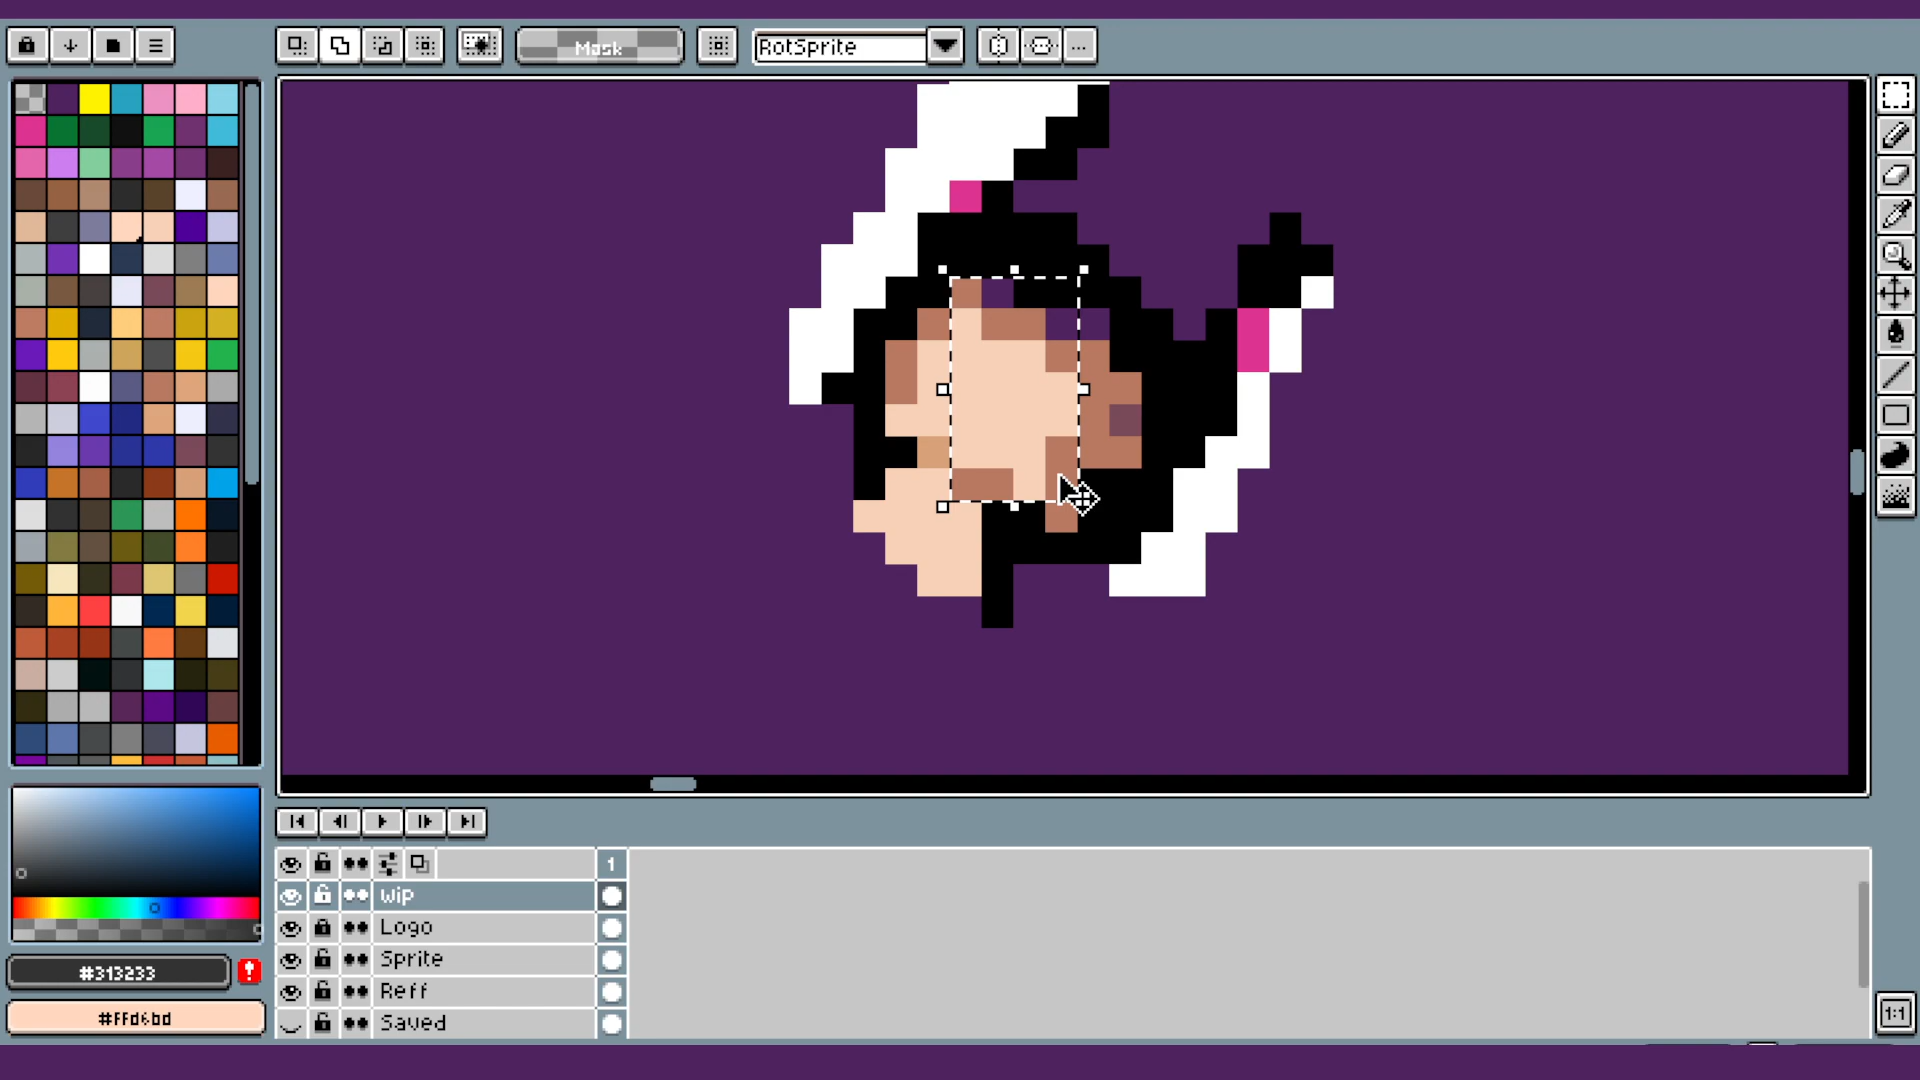 Mask
RotSprite
...
1
wip
Logo
Sprite
Reff
Saved
#313233
#ffd6bd
1:1